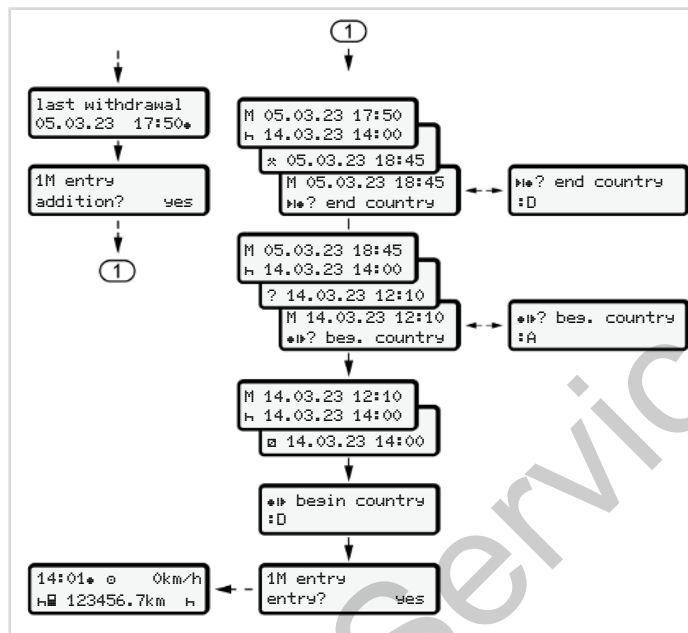 1
last withdrawal
05.03.23 17:50
1M entry
addition? yes
1
M 05.03.23 17:50
14.03.23 14:00
05.03.23 18:45
M 05.03.23 18:45
? end country
? end country
:D
M 05.03.23 18:45
14.03.23 14:00
? 14.03.23 12:10
M 14.03.23 12:10
? beg. country
? beg. country
:A
M 14.03.23 12:10
14.03.23 14:00
14.03.23 14:00
begin country
:D
1M entry
entry? yes
14:01 0km/h
123456.7km
Servic